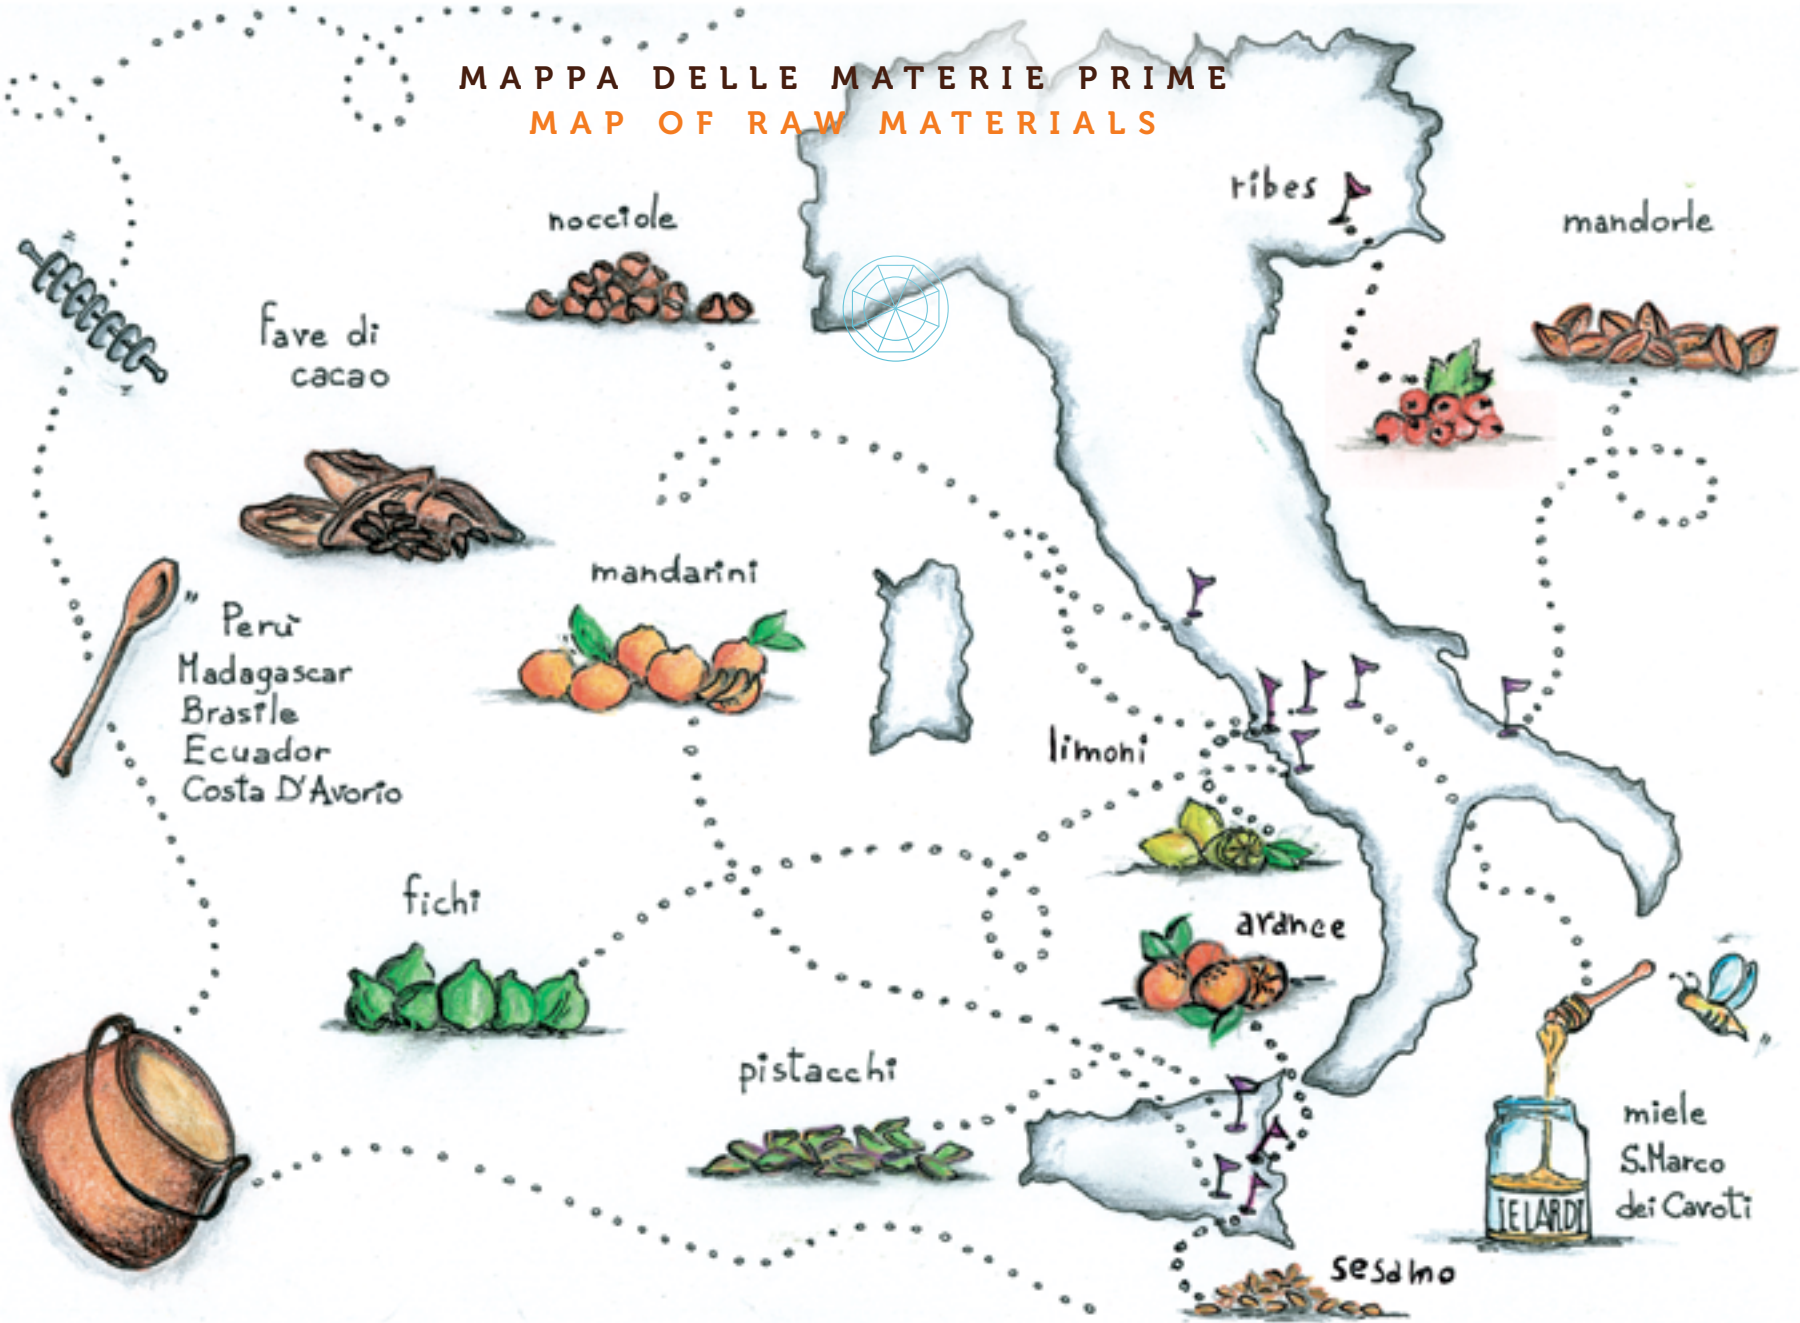 MAPPA DELLE MATERIE PRIME
MAP OF RAW MATERIALS
ribes
nocciole
mandorle
fave di
cacao
mandarini
Perù
Madagascar
Brasile
Ecuador
Costa D'Avorio
limoni
fichi
arance
pistacchi
miele
S.Marco
dei Cavoti
IELARDI
sesamo